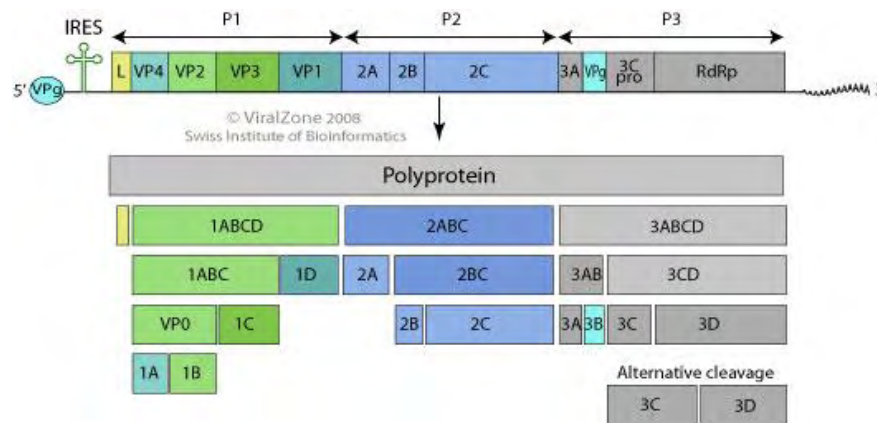 P1 P2 P3
IRES
L VP4 VP2 VP3 VP1 2A 2B 2C 3A VPg 3C pro RdRp
5' VPg
© ViralZone 2008
Swiss Institute of Bioinformatics
Polyprotein
1ABCD 2ABC 3ABCD
1ABC 1D 2A 2BC 3AB 3CD
VP0 1C 2B 2C 3A 3B 3C 3D
1A 1B
Alternative cleavage
3C 3D